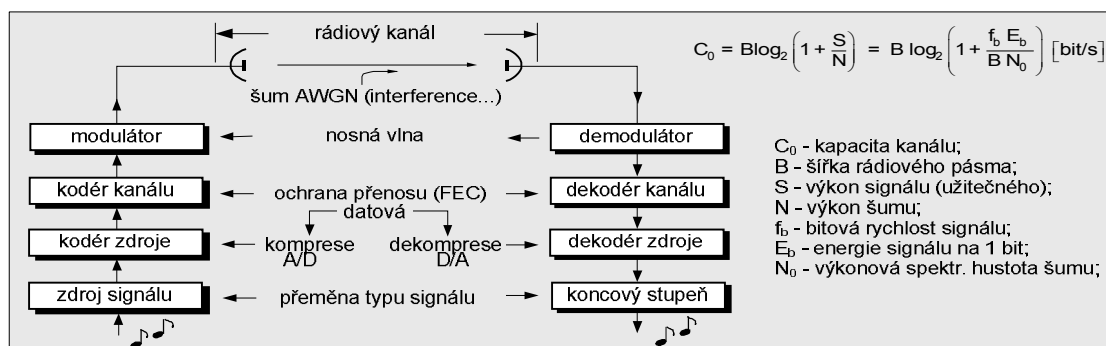 rádiový kanál
šum AWGN (interference...)
modulátor
nosná vlna
demodulátor
kodér kanálu
ochrana přenosu (FEC)
dekodér kanálu
datová
kodér zdroje
komprese
A/D
dekomprese
D/A
dekodér zdroje
zdroj signálu
přeměna typu signálu
koncový stupeň
C₀ = Blog₂(1 + S/N) = B log₂(1 + f_b E_b / B N₀) [bit/s]
C₀ - kapacita kanálu;
B - šířka rádiového pásma;
S - výkon signálu (užitečného);
N - výkon šumu;
f_b - bitová rychlost signálu;
E_b - energie signálu na 1 bit;
N₀ - výkonová spektr. hustota šumu;